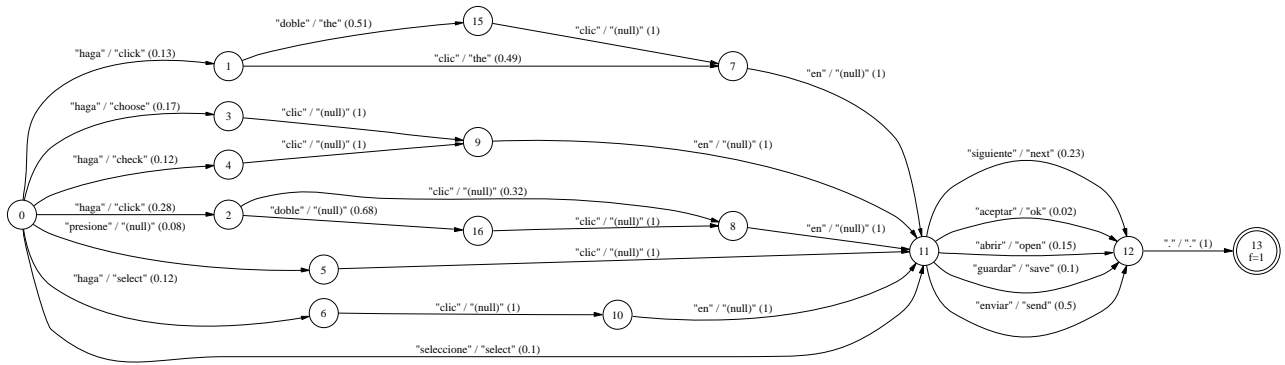 "doble" / "the" (0.51)
15
"clic" / "(null)" (1)
"haga" / "click" (0.13)
1
"clic" / "the" (0.49)
7
"en" / "(null)" (1)
"haga" / "choose" (0.17)
3
"clic" / "(null)" (1)
9
"en" / "(null)" (1)
"haga" / "check" (0.12)
4
"clic" / "(null)" (1)
"siguiente" / "next" (0.23)
0
"haga" / "click" (0.28)
2
"clic" / "(null)" (0.32)
"doble" / "(null)" (0.68)
16
"clic" / "(null)" (1)
8
"en" / "(null)" (1)
"aceptar" / "ok" (0.02)
"presione" / "(null)" (0.08)
5
"clic" / "(null)" (1)
11
"abrir" / "open" (0.15)
12
"." / "." (1)
13
f=1
"guardar" / "save" (0.1)
"haga" / "select" (0.12)
6
"clic" / "(null)" (1)
10
"en" / "(null)" (1)
"enviar" / "send" (0.5)
"seleccione" / "select" (0.1)